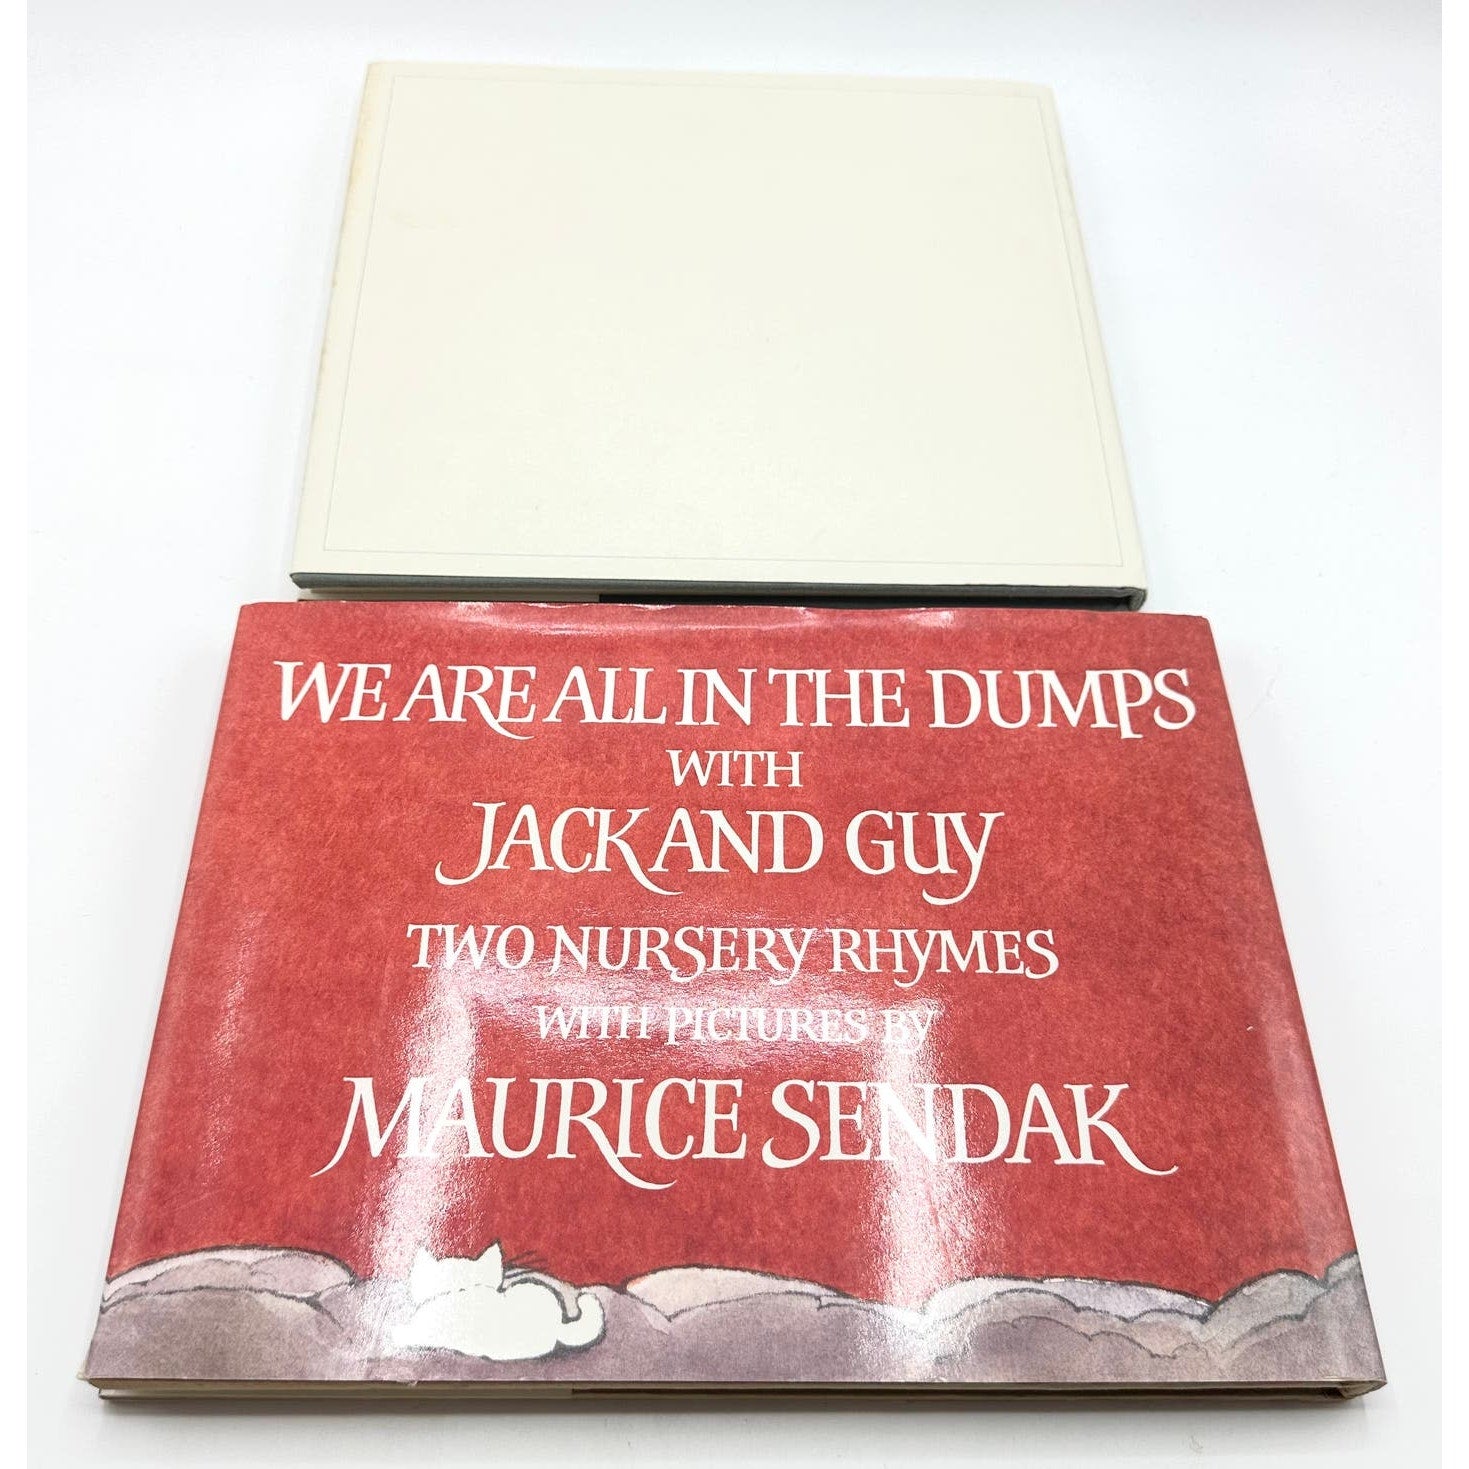 WE ARE ALL IN THE DUMPS
WITH
JACK AND GUY
TWO NURSERY RHYMES
WITH PICTURES BY
MAURICE SENDAK